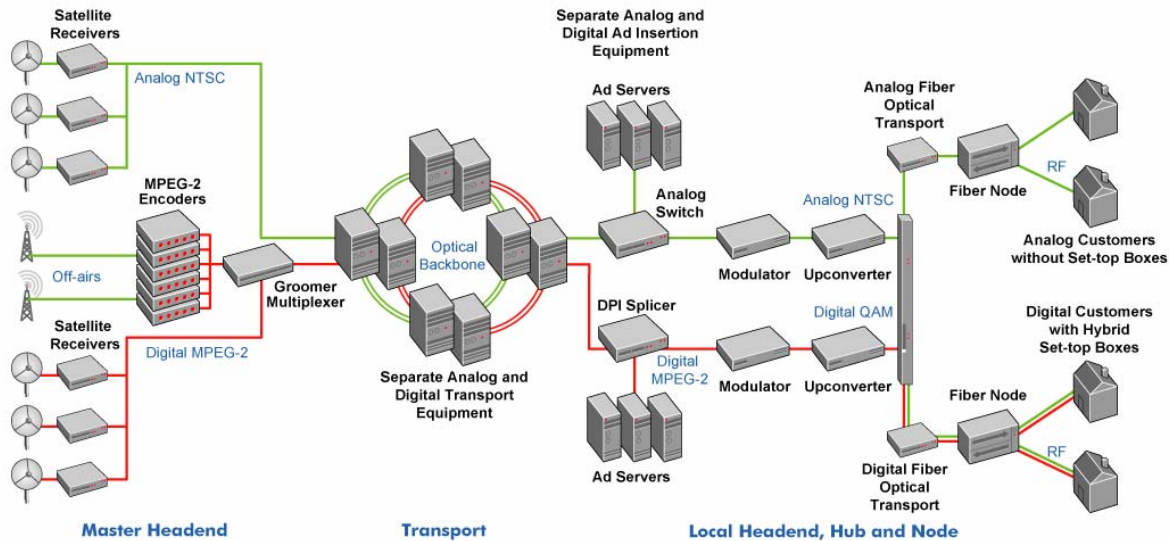 Satellite
Receivers
Analog NTSC
MPEG-2
Encoders
Off-airs
Groomer
Multiplexer
Satellite
Receivers
Digital MPEG-2
Optical
Backbone
Separate Analog and
Digital Transport
Equipment
Separate Analog and
Digital Ad Insertion
Equipment
Ad Servers
Analog
Switch
Modulator
Upconverter
Analog NTSC
DPI Splicer
Digital
MPEG-2
Modulator
Upconverter
Digital QAM
Ad Servers
Analog Fiber
Optical
Transport
Fiber Node
RF
Analog Customers
without Set-top Boxes
Digital Customers
with Hybrid
Set-top Boxes
Fiber Node
RF
Digital Fiber
Optical
Transport
Master Headend
Transport
Local Headend, Hub and Node